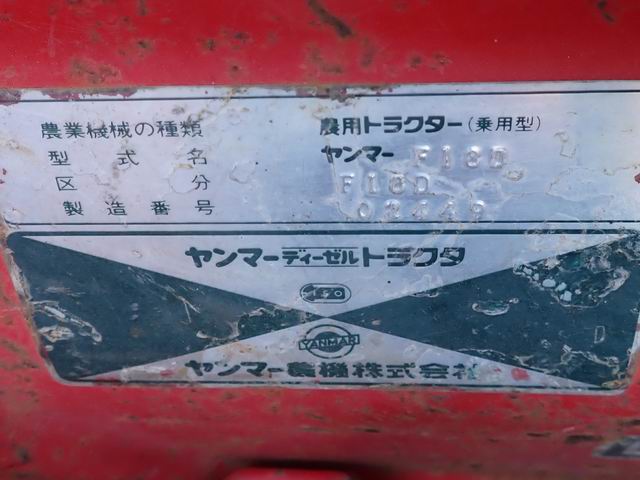 農業機械の種類 農用トラクター(乗用型)
型式名 ヤンマー F18D
区分 F18D
製造番号 02449
ヤンマーディーゼルトラクタ
YANMAR
ヤンマー農機株式会社